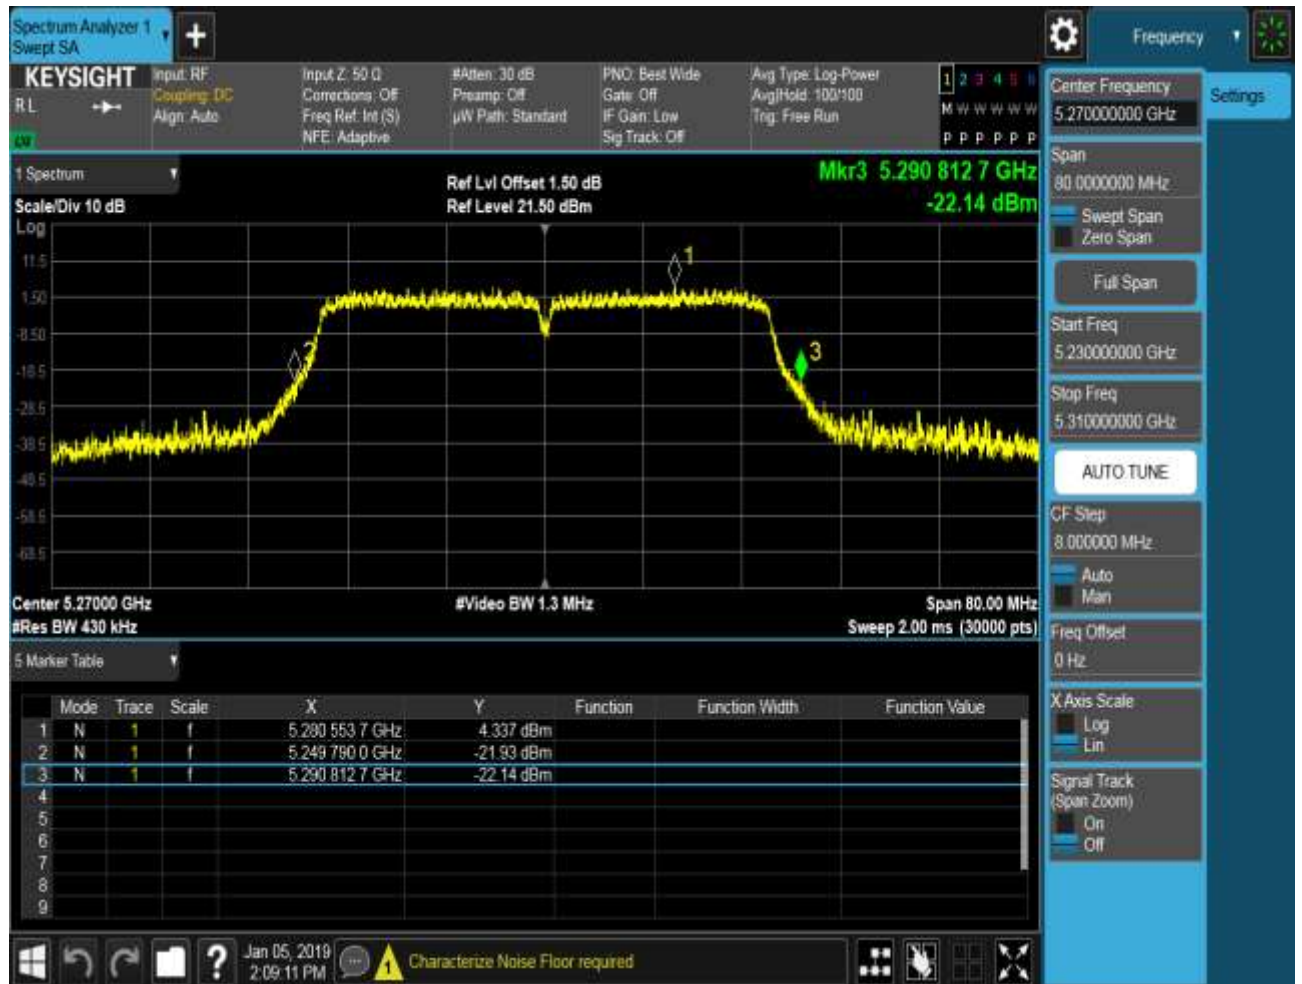 Spectrum Analyzer 1
Swept SA
+
Frequency
KEYSIGHT
R L
Input: RF
Coupling: DC
Align: Auto
Input Z: 50 Ω
Corrections: Off
Freq Ref: Int (S)
NFE: Adaptive
#Atten: 30 dB
Preamp: Off
µW Path: Standard
PNO: Best Wide
Gate: Off
IF Gain: Low
Sig Track: Off
Avg Type: Log-Power
Avg|Hold: 100/100
Trig: Free Run
1 2 3 4 5 6
M W W W W W
P P P P P P
1 Spectrum
Scale/Div 10 dB
Ref Lvl Offset 1.50 dB
Ref Level 21.50 dBm
Mkr3 5.290 812 7 GHz
-22.14 dBm
Log
11.5
1.50
-8.50
-18.5
-28.5
-38.5
-48.5
-58.5
-68.5
1
2
3
Center 5.27000 GHz
#Res BW 430 kHz
#Video BW 1.3 MHz
Span 80.00 MHz
Sweep 2.00 ms (30000 pts)
5 Marker Table
Mode Trace Scale X Y Function Function Width Function Value
1 N 1 f 5.280 553 7 GHz 4.337 dBm
2 N 1 f 5.249 790 0 GHz -21.93 dBm
3 N 1 f 5.290 812 7 GHz -22.14 dBm
4
5
6
7
8
9
Center Frequency
5.270000000 GHz
Settings
Span
80.0000000 MHz
Swept Span
Zero Span
Full Span
Start Freq
5.230000000 GHz
Stop Freq
5.310000000 GHz
AUTO TUNE
CF Step
8.000000 MHz
Auto
Man
Freq Offset
0 Hz
X Axis Scale
Log
Lin
Signal Track
(Span Zoom)
On
Off
?
Jan 05, 2019
2:09:11 PM
1
Characterize Noise Floor required